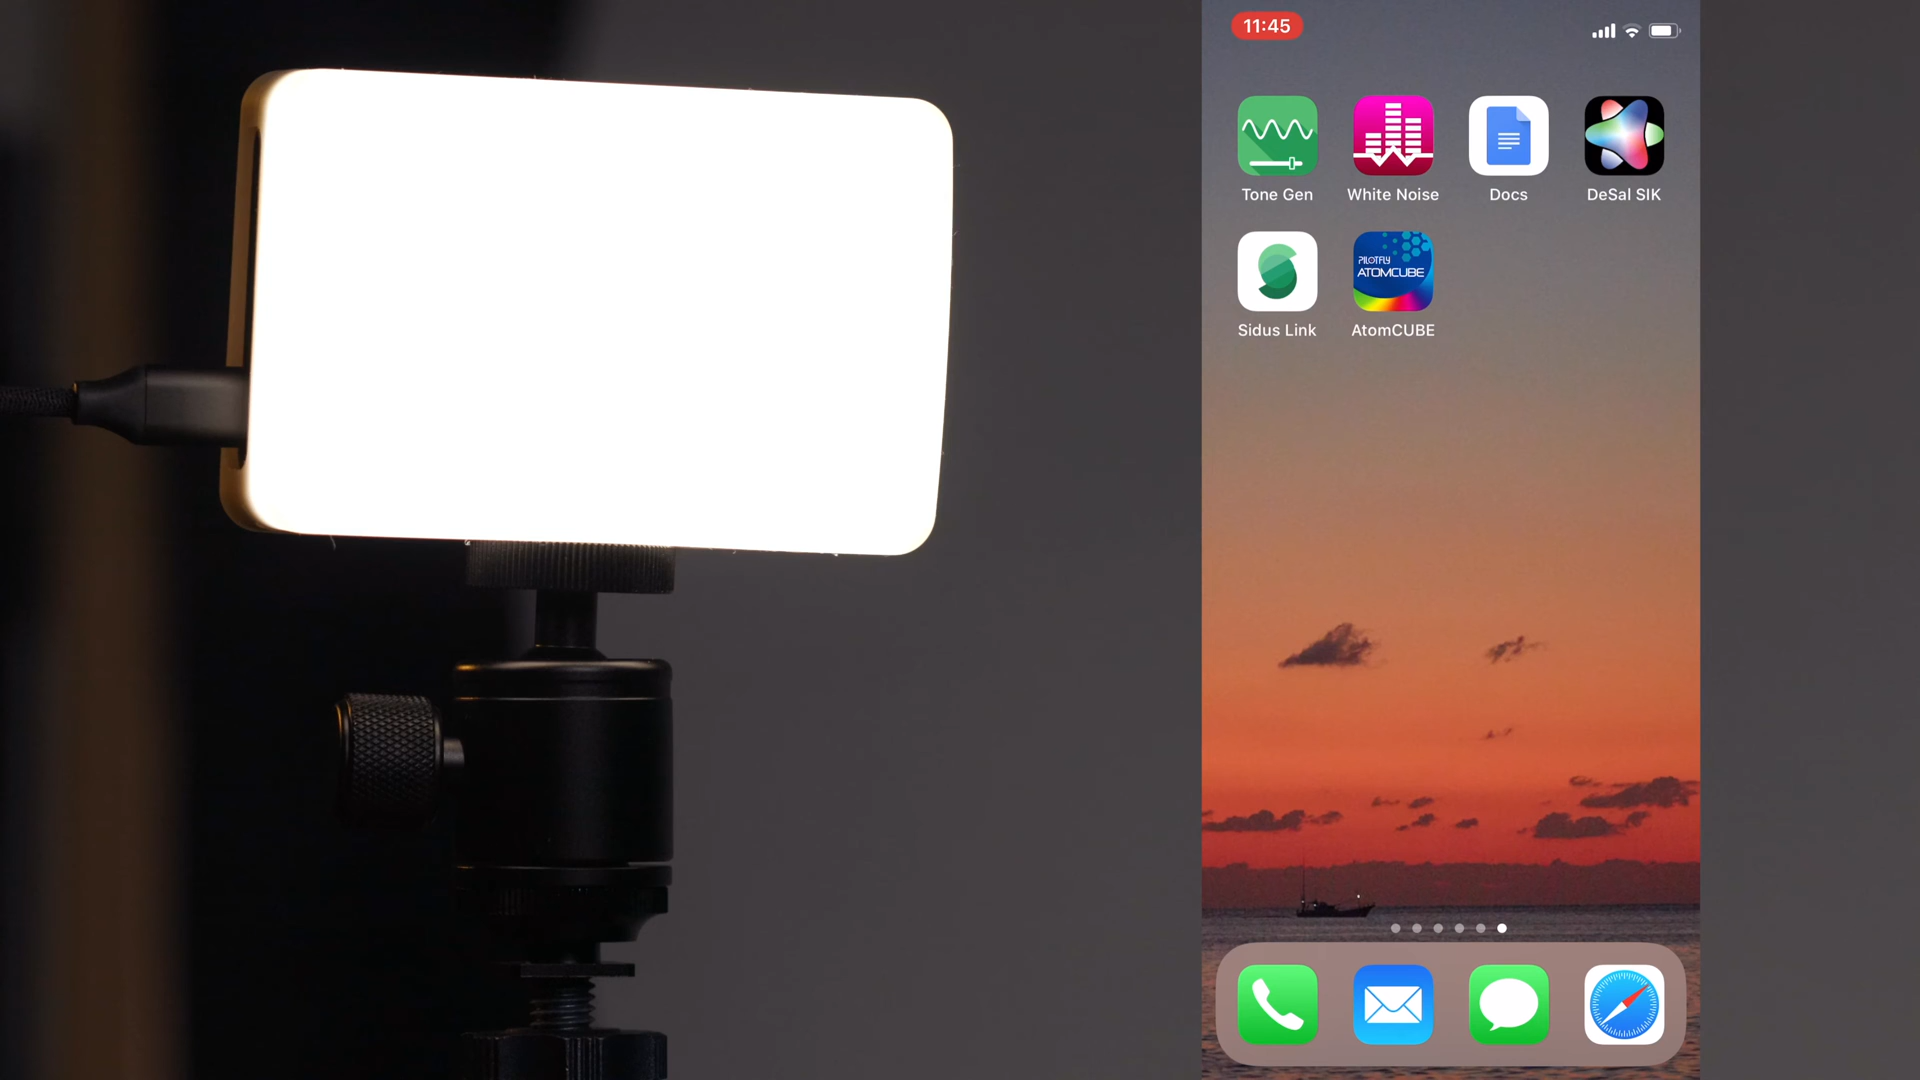 11:45
Tone Gen
White Noise
Docs
DeSal SIK
PILOTFLY
ATOMCUBE
Sidus Link
AtomCUBE